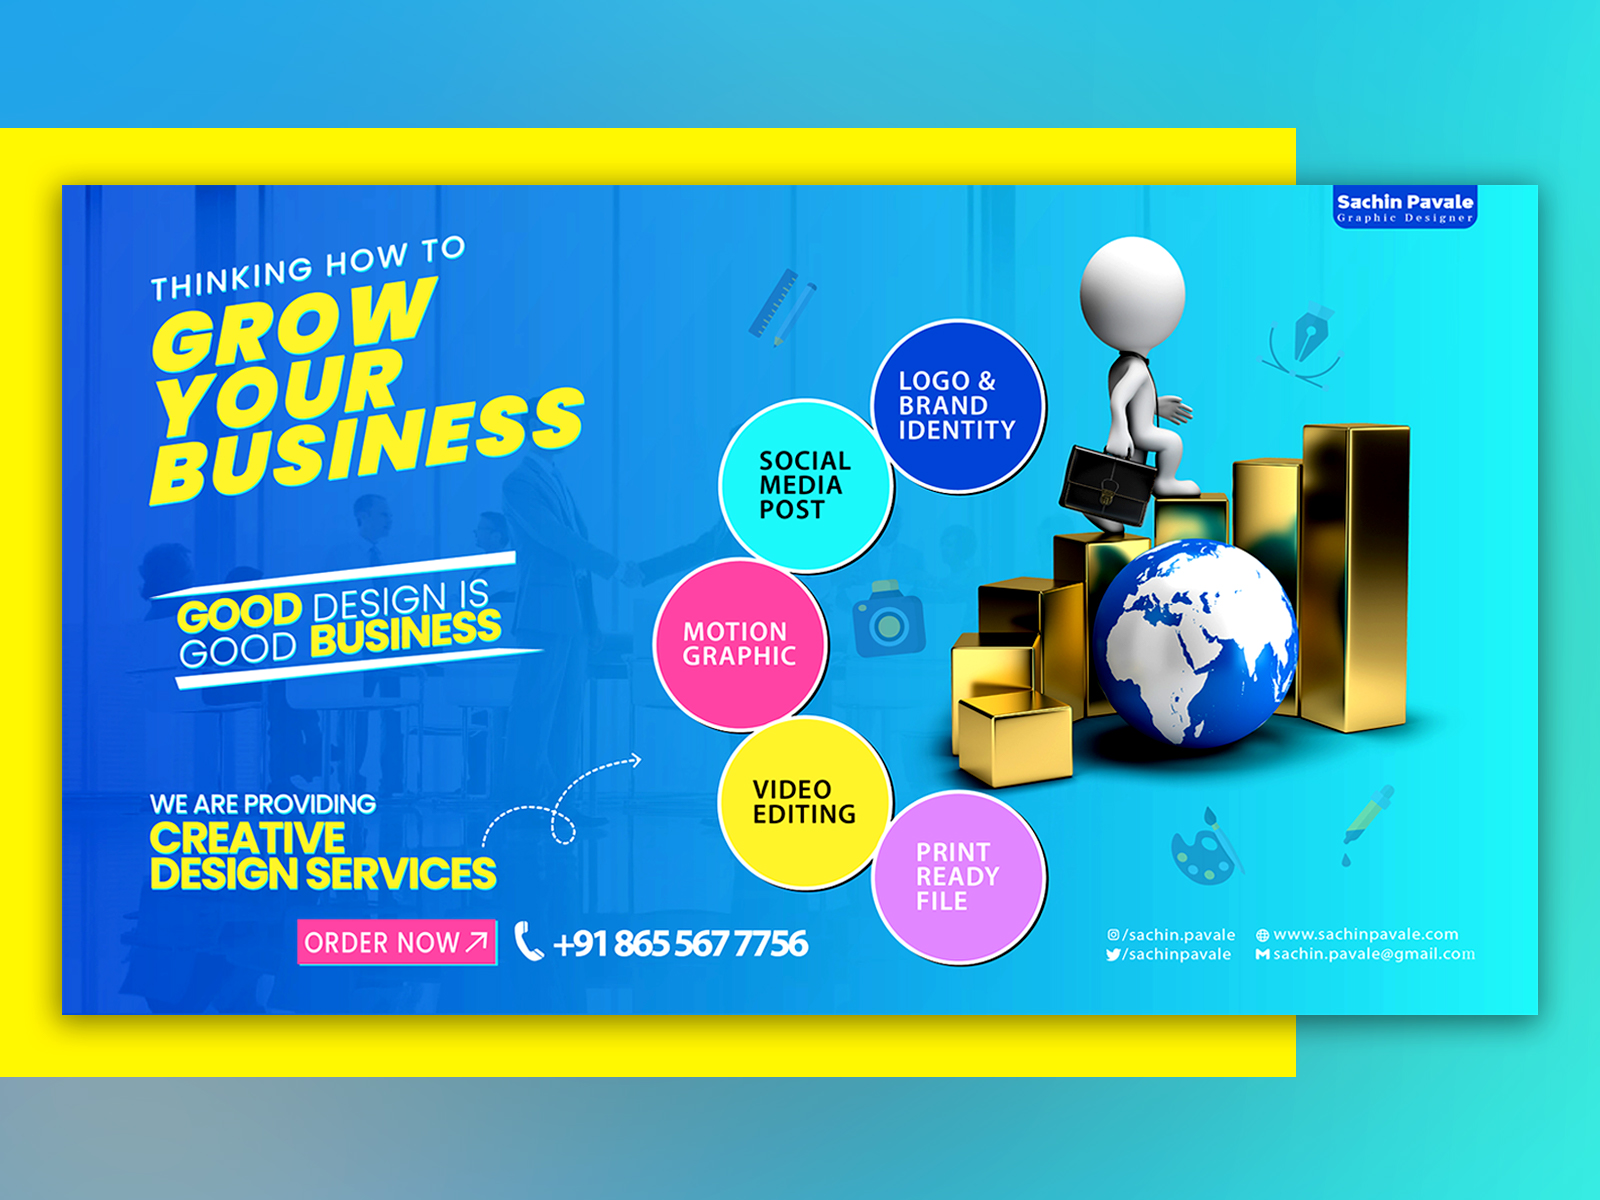 Sachin Pavale
Graphic Designer
THINKING HOW TO
GROW
YOUR
BUSINESS
GOOD DESIGN IS
GOOD BUSINESS
WE ARE PROVIDING
CREATIVE
DESIGN SERVICES
ORDER NOW
+91 865 567 7756
LOGO &
BRAND
IDENTITY
SOCIAL
MEDIA
POST
MOTION
GRAPHIC
VIDEO
EDITING
PRINT
READY
FILE
/sachin.pavale
/sachinpavale
www.sachinpavale.com
sachin.pavale@gmail.com